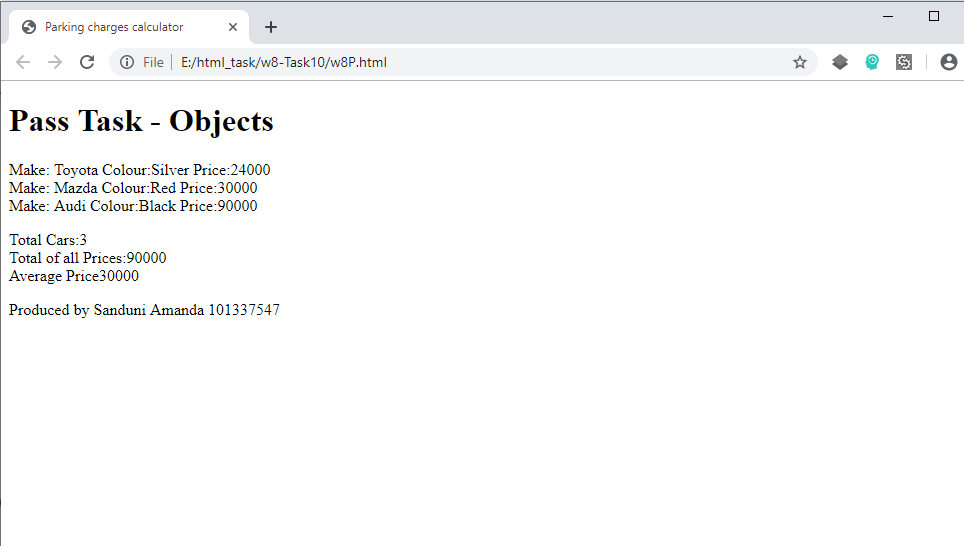 Parking charges calculator
File E:/html_task/w8-Task10/w8P.html
Pass Task - Objects
Make: Toyota Colour:Silver Price:24000
Make: Mazda Colour:Red Price:30000
Make: Audi Colour:Black Price:90000
Total Cars:3
Total of all Prices:90000
Average Price30000
Produced by Sanduni Amanda 101337547